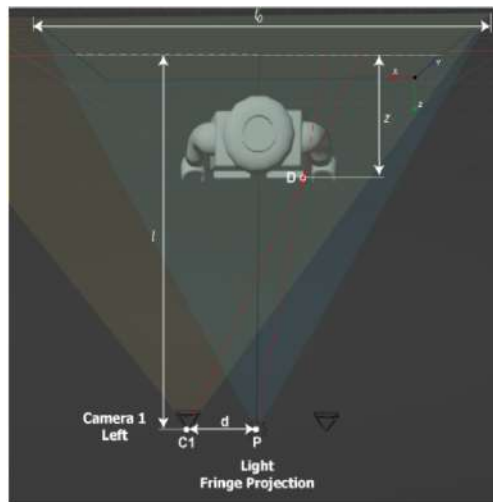 l₀
x
Y
z
Z
D
l
Camera 1
Left
d
C1
P
Light
Fringe Projection